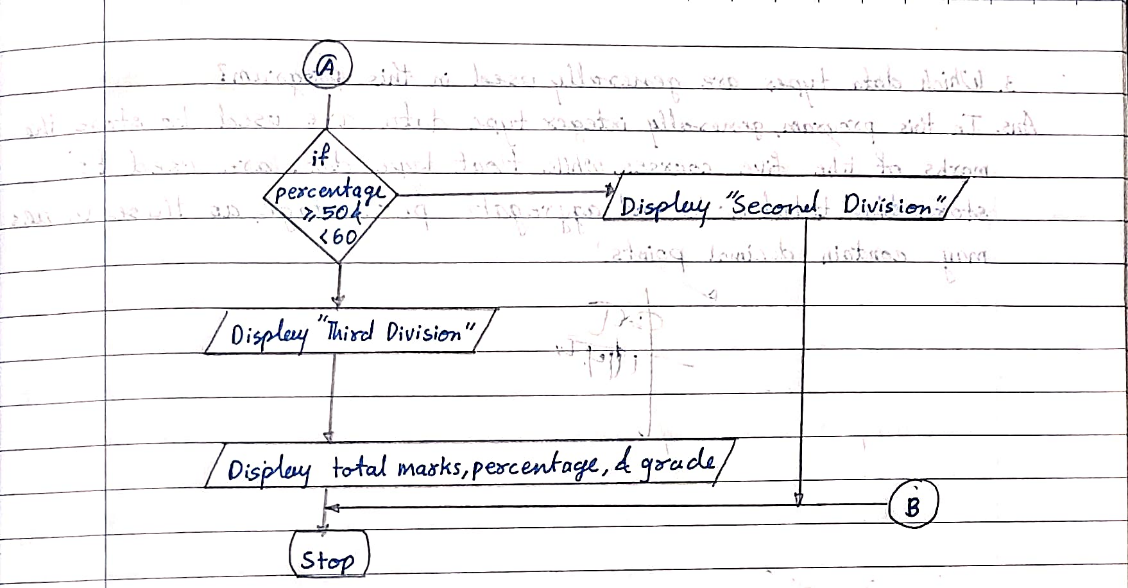 A
if
percentage
≥50 &
<60
Display "Second Division"
Display "Third Division"
Display total marks, percentage, & grade
B
Stop